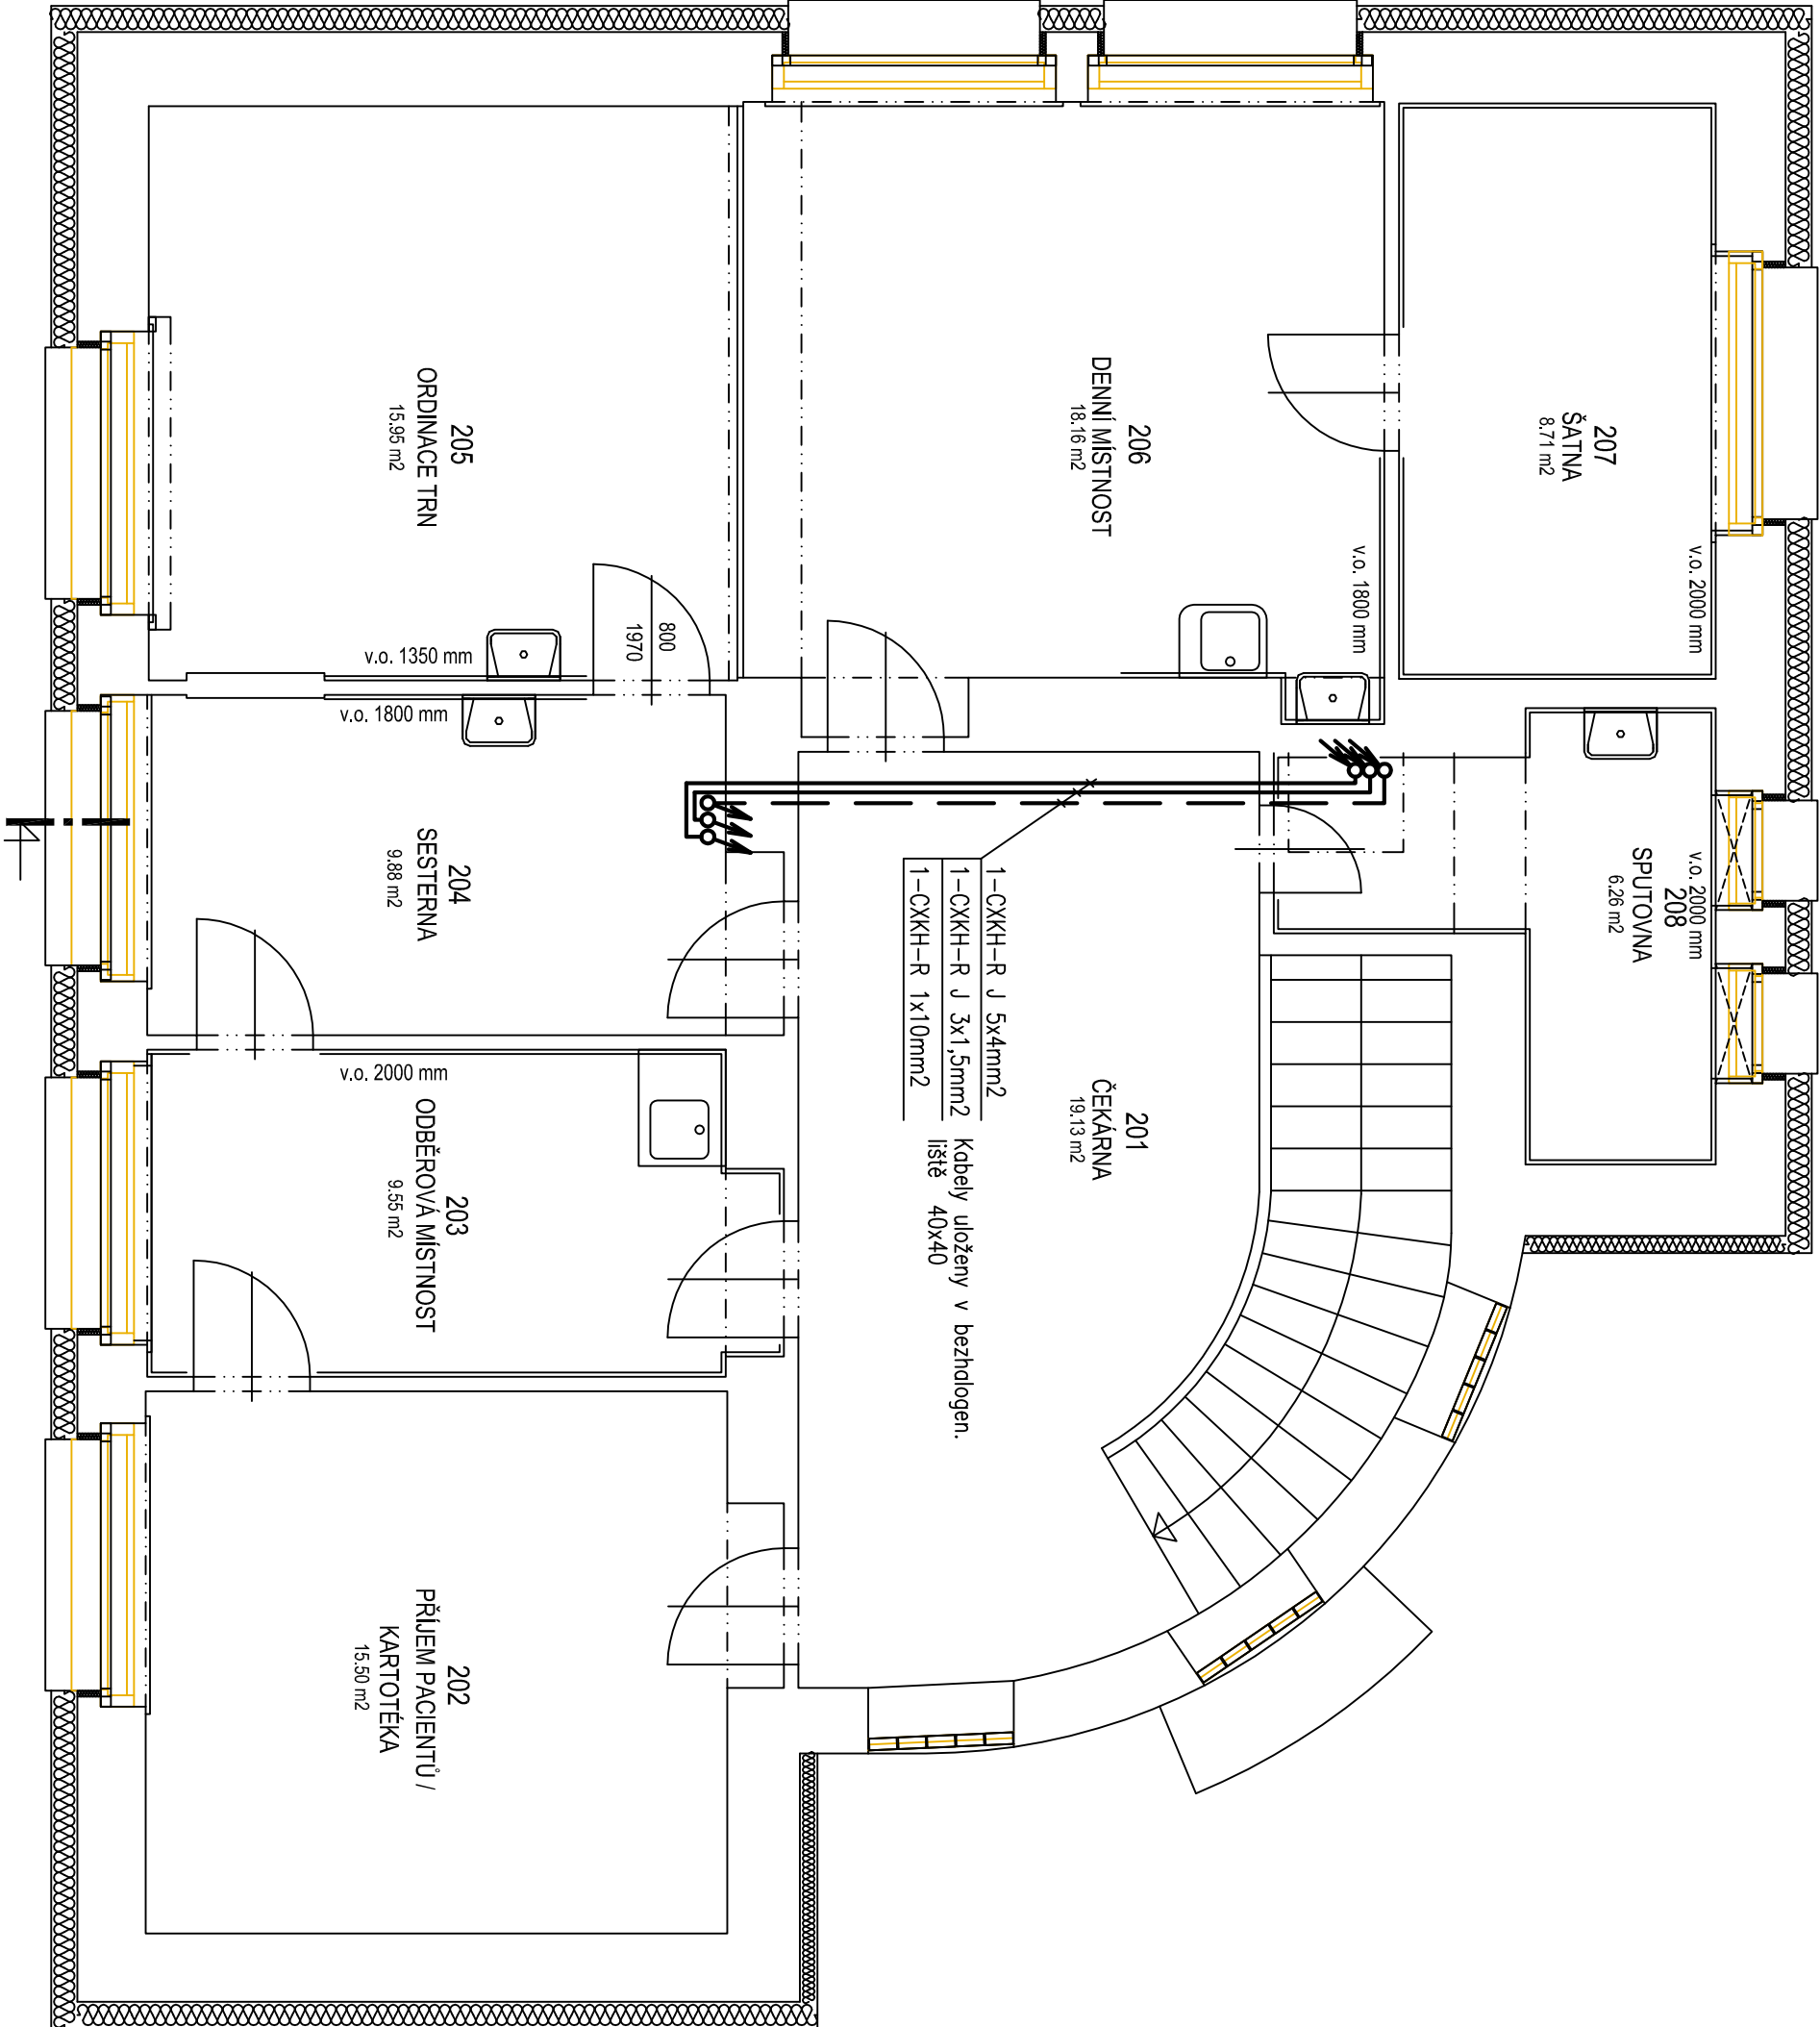 207
ŠATNA
8.71 m2
v.o. 2000 mm
206
DENNÍ MÍSTNOST
18.16 m2
v.o. 1800 mm
205
ORDINACE TRN
15.95 m2
v.o. 1350 mm
800
1970
v.o. 2000 mm
208
SPUTOVNA
6.26 m2
v.o. 1800 mm
204
SESTERNA
9.88 m2
1-CXKH-R J 5x4mm2
1-CXKH-R J 3x1,5mm2
1-CXKH-R 1x10mm2
Kabely uloženy v bezhalogen.
liště 40x40
201
ČEKÁRNA
19.13 m2
v.o. 2000 mm
203
ODBĚROVÁ MÍSTNOST
9.55 m2
202
PŘÍJEM PACIENTŮ /
KARTOTÉKA
15.50 m2